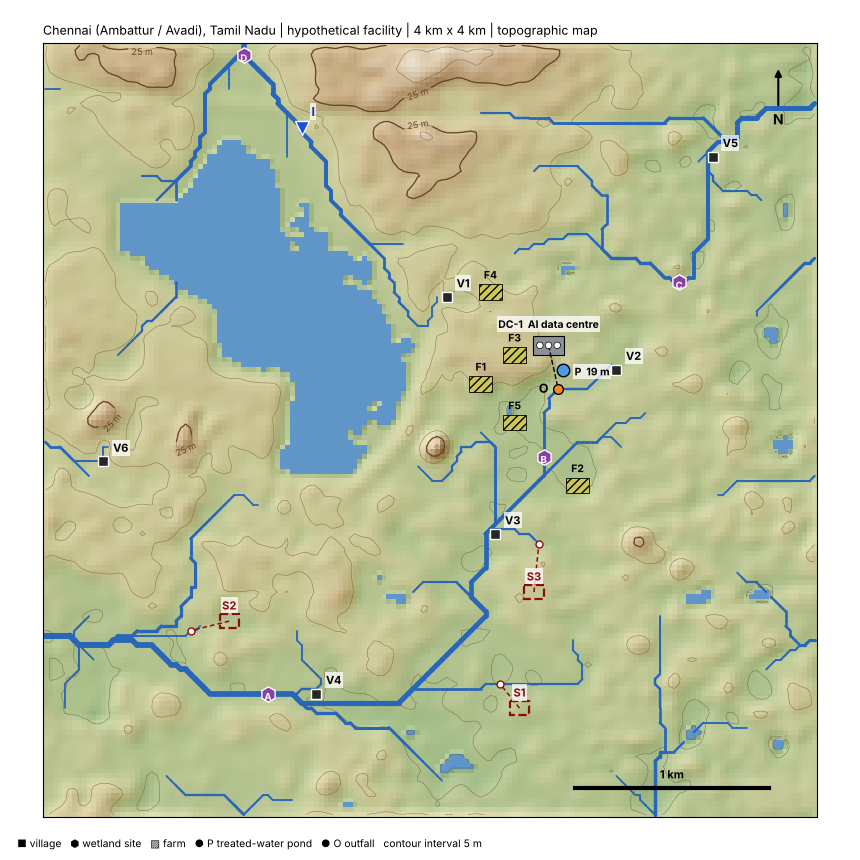 Chennai (Ambattur / Avadi), Tamil Nadu | hypothetical facility | 4 km x 4 km | topographic map
25 m
D
25 m
I
25 m
N
V5
C
F4
V1
DC-1 AI data centre
F3
V2
P 19 m
F1
O
F5
25 m
25 m
V6
B
F2
V3
S3
S2
V4
A
S1
1 km
village wetland site farm P treated-water pond O outfall contour interval 5 m